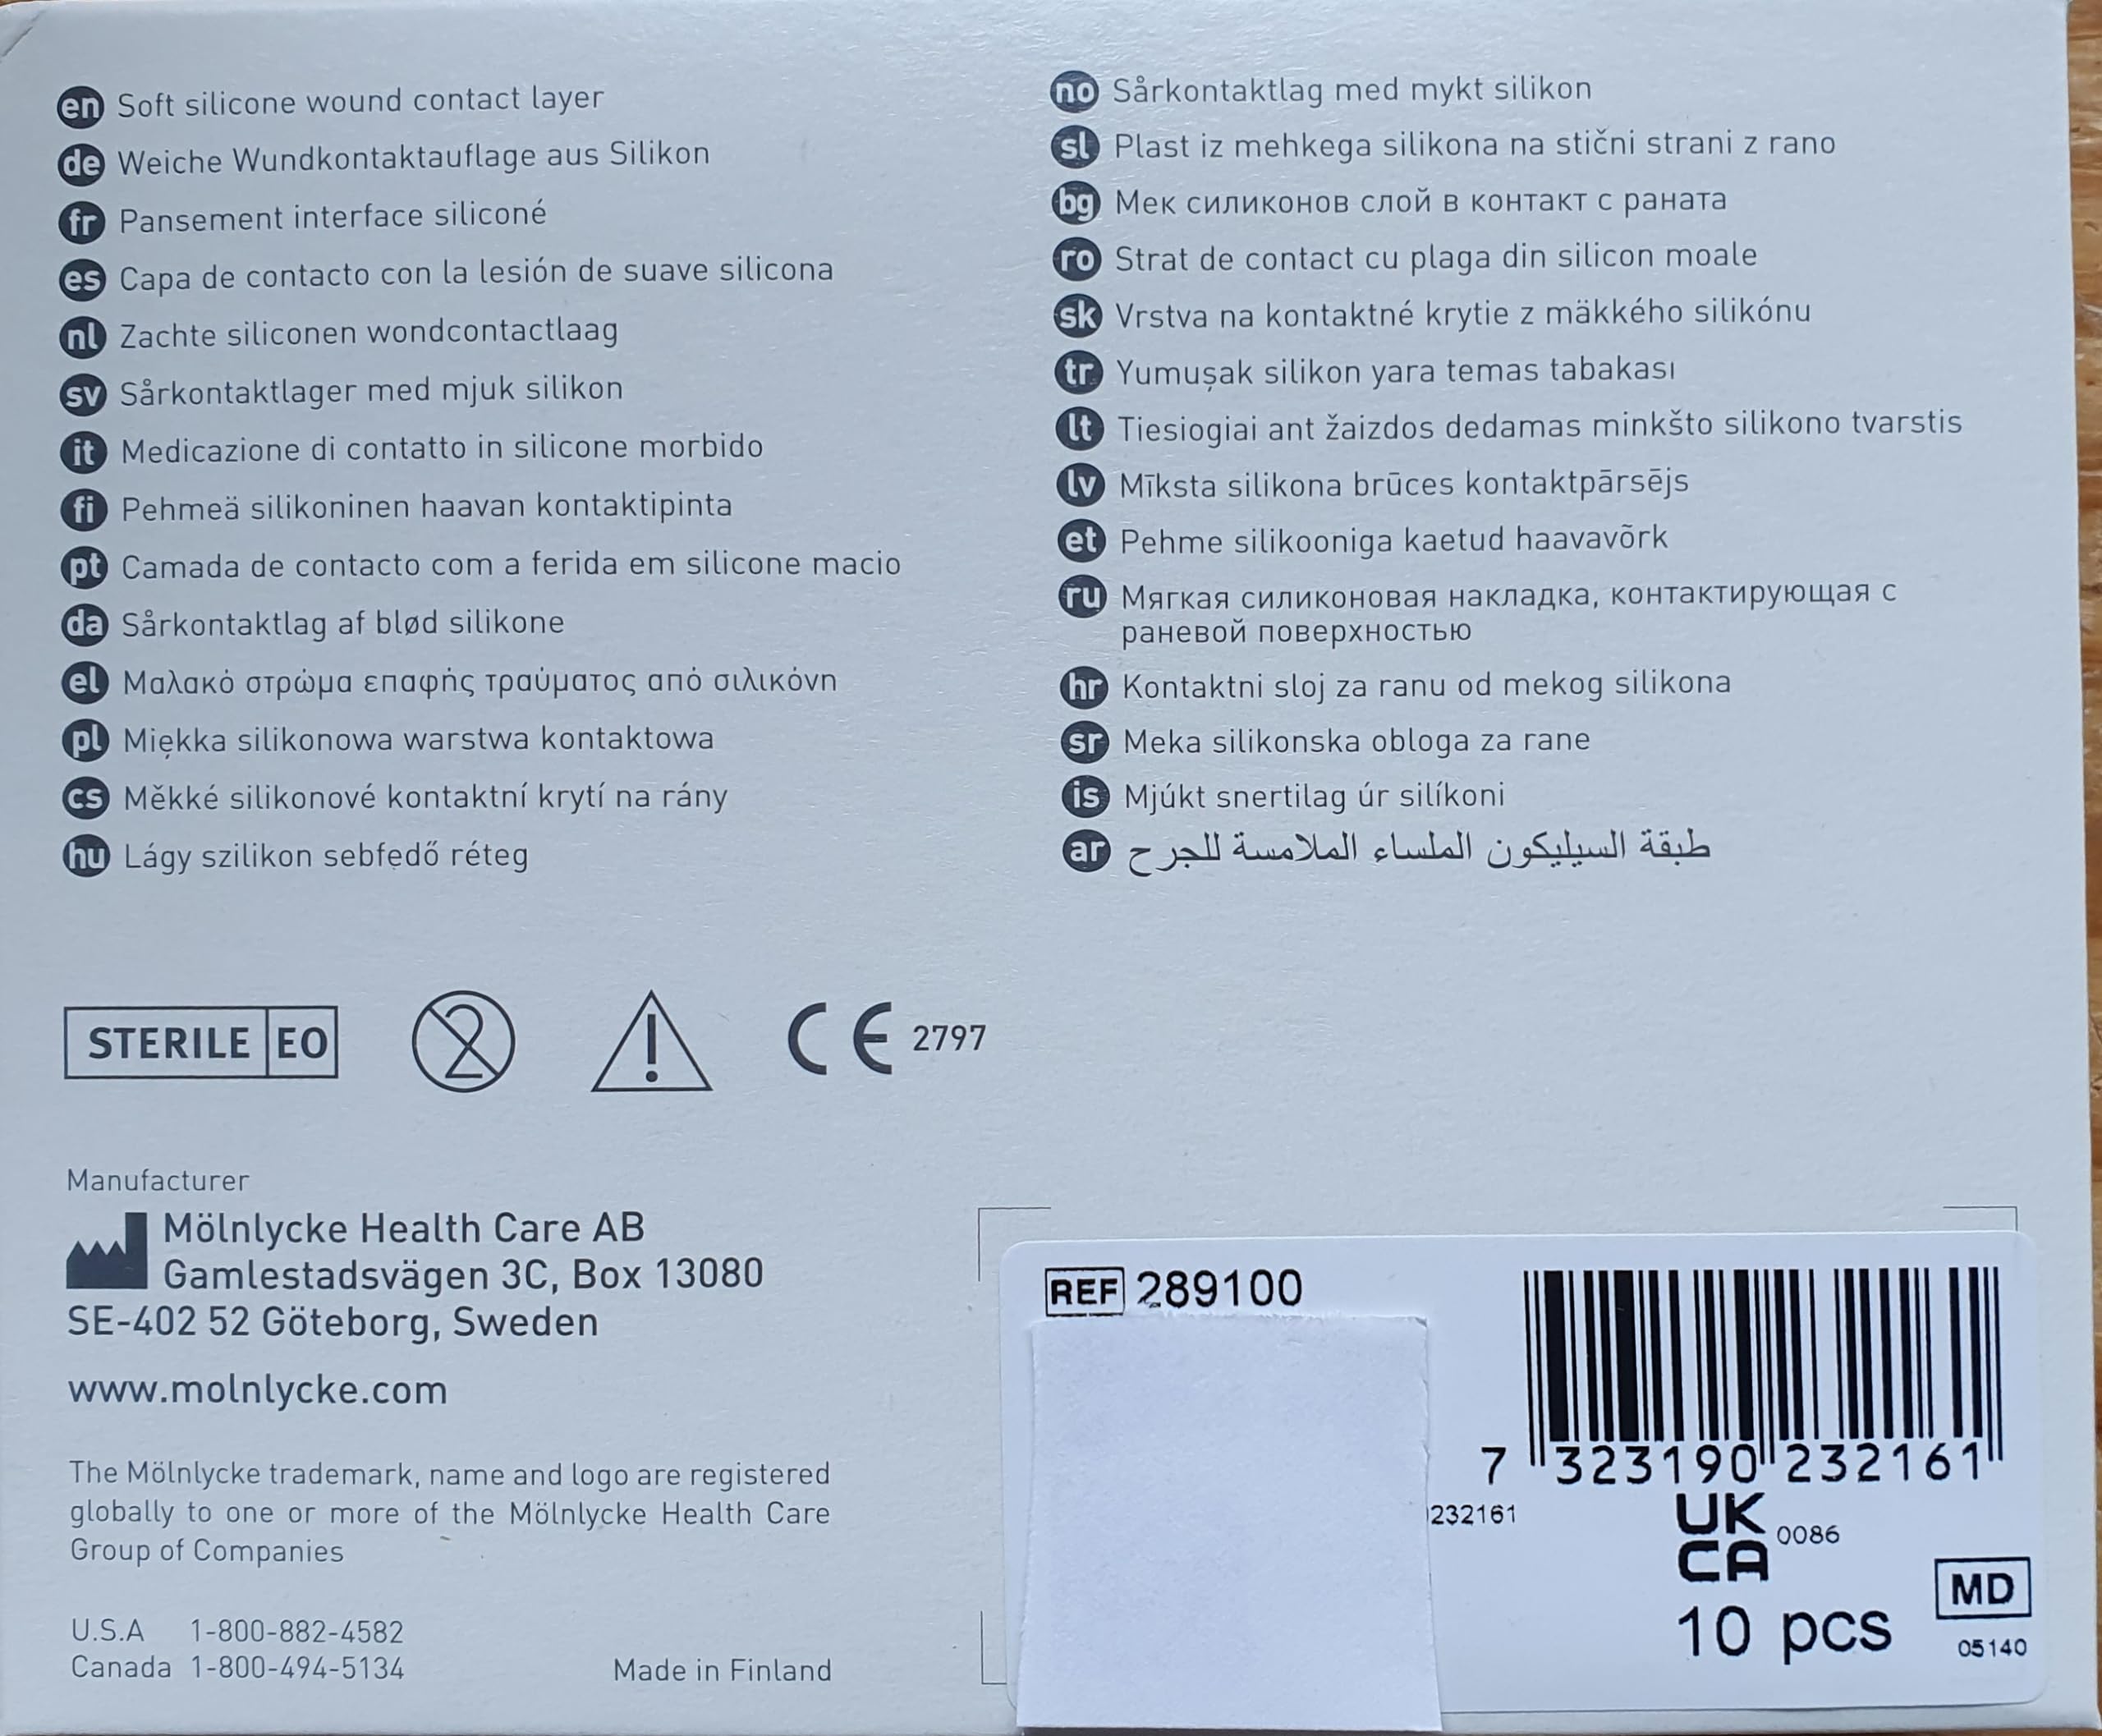 en Soft silicone wound contact layer
de Weiche Wundkontaktauflage aus Silikon
fr Pansement interface siliconé
es Capa de contacto con la lesión de suave silicona
nl Zachte siliconen wondcontactlaag
sv Sårkontaktlager med mjuk silikon
it Medicazione di contatto in silicone morbido
fi Pehmeä silikoninen haavan kontaktipinta
pt Camada de contacto com a ferida em silicone macio
da Sårkontaktlag af blød silikone
el Μαλακό στρώμα επαφής τραύματος από σιλικόνη
pl Miękka silikonowa warstwa kontaktowa
cs Měkké silikonové kontaktní krytí na rány
hu Lágy szilikon sebfedő réteg
no Sårkontaktlag med mykt silikon
sl Plast iz mehkega silikona na stični strani z rano
bg Мек силиконов слой в контакт с раната
ro Strat de contact cu plaga din silicon moale
sk Vrstva na kontaktné krytie z mäkkého silikónu
tr Yumuşak silikon yara temas tabakası
lt Tiesiogiai ant žaizdos dedamas minkšto silikono tvarstis
lv Mīksta silikona brūces kontaktpārsējs
et Pehme silikooniga kaetud haavavõrk
ru Мягкая силиконовая накладка, контактирующая с
раневой поверхностью
hr Kontaktni sloj za ranu od mekog silikona
sr Meka silikonska obloga za rane
is Mjúkt snertilag úr silíkoni
ar طبقة السيليكون الملساء الملامسة للجرح
STERILE EO 2 ! CE 2797
Manufacturer
Mölnlycke Health Care AB
Gamlestadsvägen 3C, Box 13080
SE-402 52 Göteborg, Sweden
www.molnlycke.com
The Mölnlycke trademark, name and logo are registered
globally to one or more of the Mölnlycke Health Care
Group of Companies
U.S.A 1-800-882-4582
Canada 1-800-494-5134
Made in Finland
REF 289100
7 323190 232161
232161
UK
CA 0086
10 pcs
MD
05140